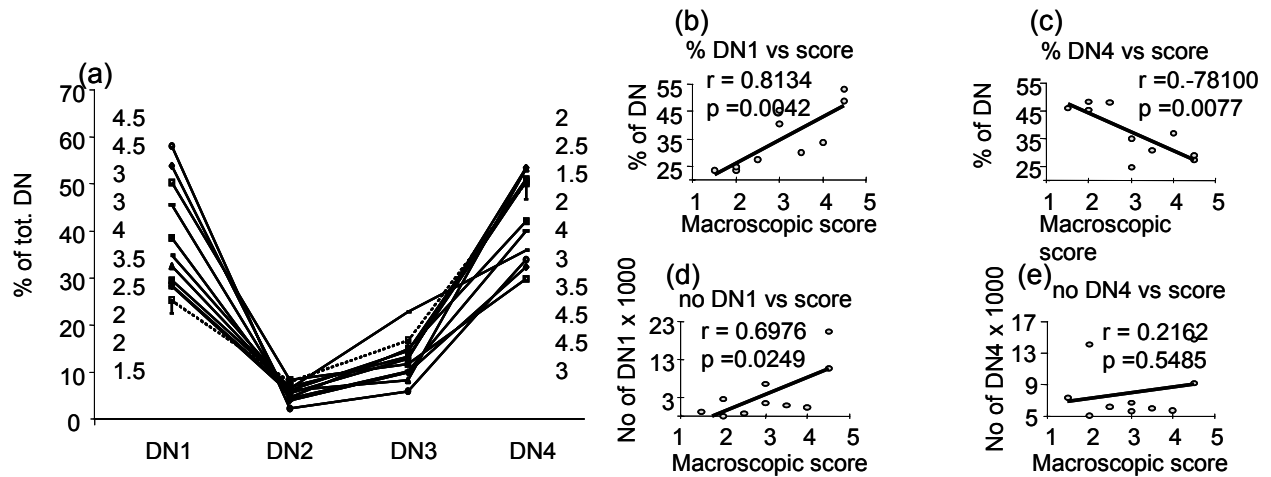 (a)
% of tot. DN
70
60
50
40
30
20
10
0
4.5
4.5
3
3
4
3.5
2.5
2
2
1.5
2
2.5
1.5
2
4
3
3.5
4.5
4.5
3
DN1 DN2 DN3 DN4
(b)
% DN1 vs score
r = 0.8134
p =0.0042
% of DN
55
45
35
25
1 2 3 4 5
Macroscopic score
(c)
% DN4 vs score
r =0.-78100
p =0.0077
% of DN
55
45
35
25
1 2 3 4 5
Macroscopic
score
(d)
no DN1 vs score
r = 0.6976
p =0.0249
No of DN1 x 1000
23
13
3
1 2 3 4 5
Macroscopic score
(e)
no DN4 vs score
r = 0.2162
p =0.5485
No of DN4 x 1000
17
13
9
5
1 2 3 4 5
Macroscopic score